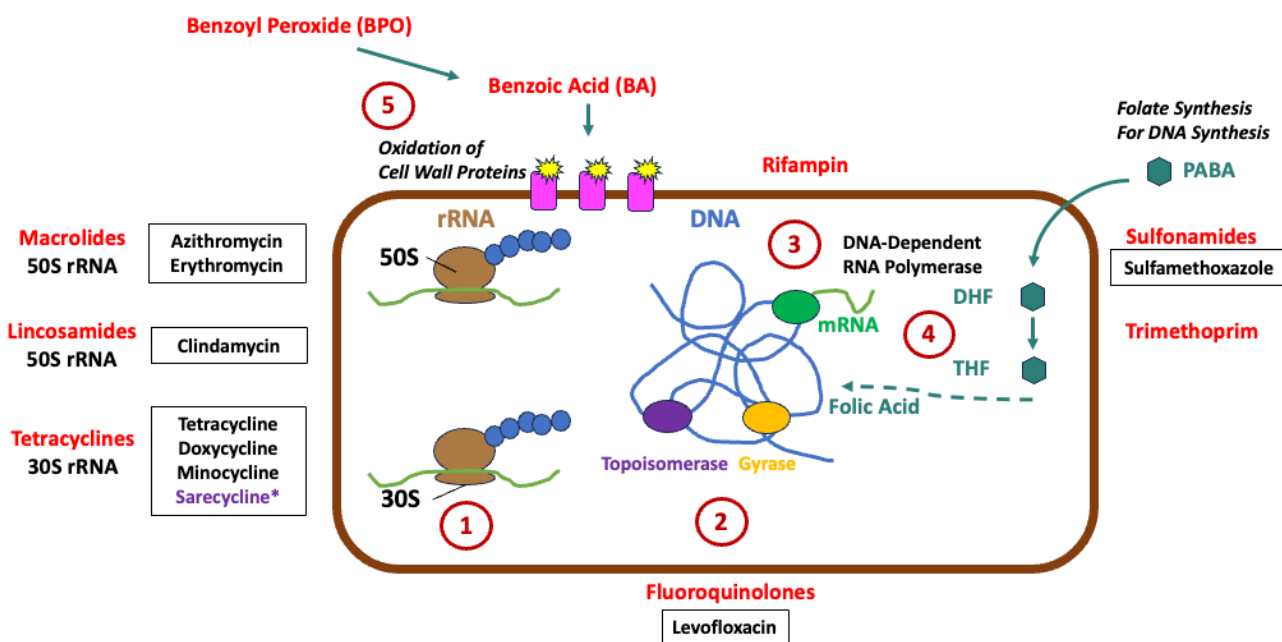 Benzoyl Peroxide (BPO)
Benzoic Acid (BA)
5
Oxidation of
Cell Wall Proteins
Rifampin
Folate Synthesis
For DNA Synthesis
PABA
Macrolides
50S rRNA
Azithromycin
Erythromycin
Lincosamides
50S rRNA
Clindamycin
Tetracyclines
30S rRNA
Tetracycline
Doxycycline
Minocycline
Sarecycline*
rRNA
50S
30S
1
DNA
3
DNA-Dependent
RNA Polymerase
mRNA
4
DHF
THF
Folic Acid
Topoisomerase
Gyrase
2
Sulfonamides
Sulfamethoxazole
Trimethoprim
Fluoroquinolones
Levofloxacin